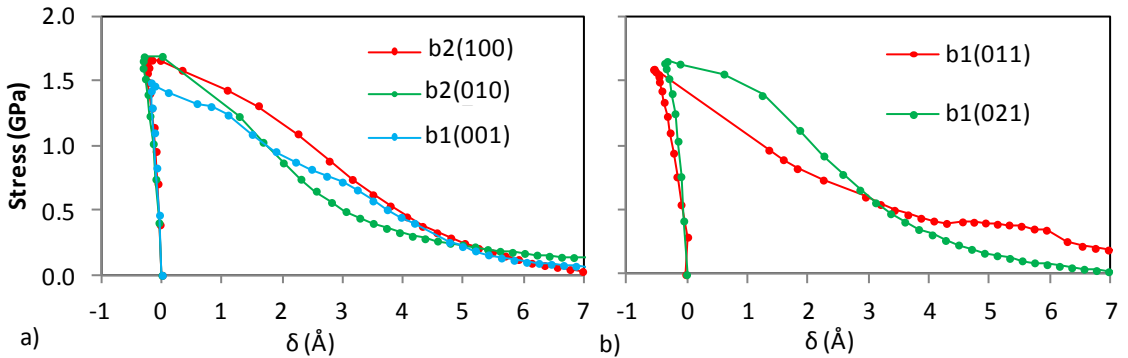 2.0
1.5
1.0
0.5
0.0
Stress (GPa)
b2(100)
b2(010)
b1(001)
-1 0 1 2 3 4 5 6 7
a) δ (Å)
b1(011)
b1(021)
-1 0 1 2 3 4 5 6 7
b) δ (Å)